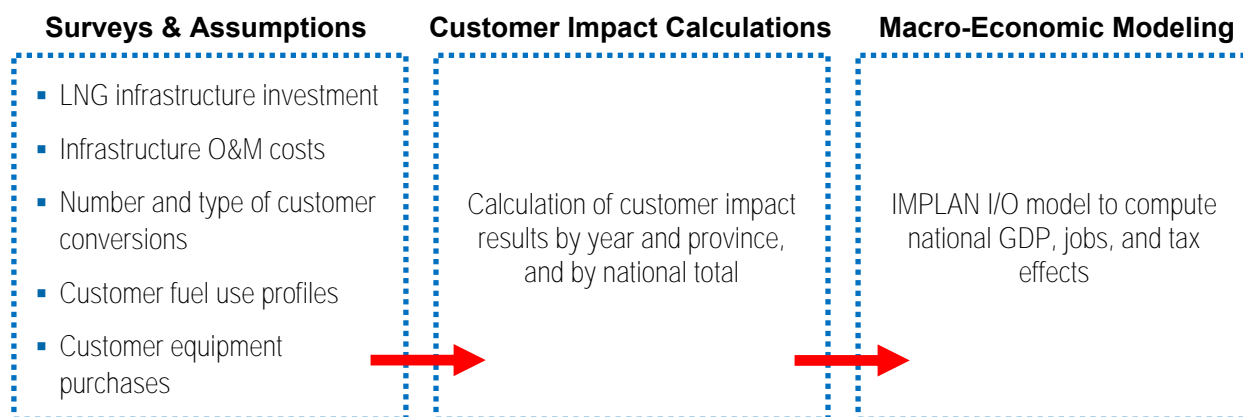 Surveys & Assumptions
▪ LNG infrastructure investment
▪ Infrastructure O&M costs
▪ Number and type of customer
conversions
▪ Customer fuel use profiles
▪ Customer equipment
purchases
Customer Impact Calculations
Calculation of customer impact
results by year and province,
and by national total
Macro-Economic Modeling
IMPLAN I/O model to compute
national GDP, jobs, and tax
effects